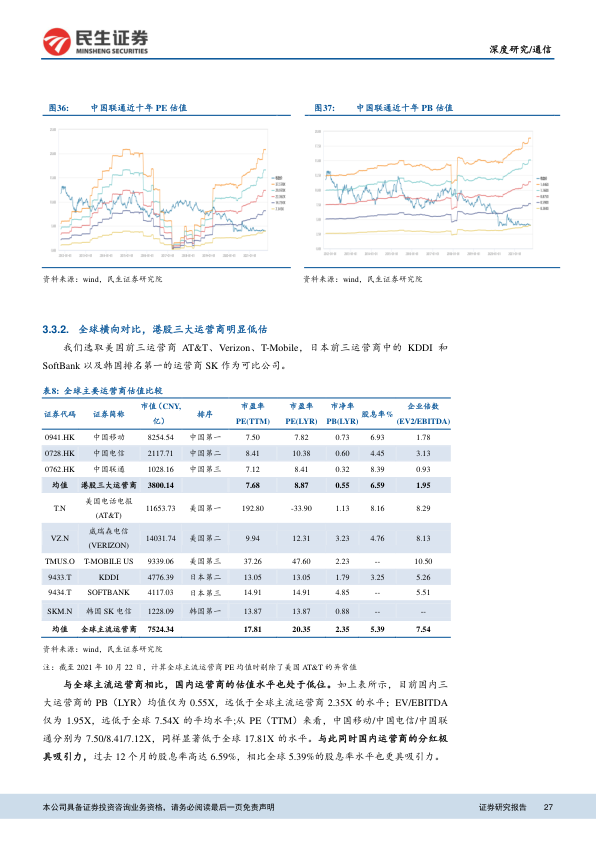 民生证券
MINSHENG SECURITIES
深度研究/通信
图36: 中国联通近十年 PE 估值
图37: 中国联通近十年 PB 估值
资料来源：wind，民生证券研究院
资料来源：wind，民生证券研究院
3.3.2. 全球横向对比，港股三大运营商明显低估
我们选取美国前三运营商 AT&T、Verizon、T-Mobile，日本前三运营商中的 KDDI 和
SoftBank 以及韩国排名第一的运营商 SK 作为可比公司。
表8: 全球主要运营商估值比较
证券代码 证券简称 市值（CNY,亿） 排序 市盈率PE(TTM) 市盈率PE(LYR) 市净率PB(LYR) 股息率% 企业倍数(EV2/EBITDA)
0941.HK 中国移动 8254.54 中国第一 7.50 7.82 0.73 6.93 1.78
0728.HK 中国电信 2117.71 中国第二 8.41 10.38 0.60 4.45 3.13
0762.HK 中国联通 1028.16 中国第三 7.12 8.41 0.32 8.39 0.93
均值 港股三大运营商 3800.14 7.68 8.87 0.55 6.59 1.95
T.N 美国电话电报(AT&T) 11653.73 美国第一 192.80 -33.90 1.13 8.16 8.29
VZ.N 威瑞森电信(VERIZON) 14031.74 美国第二 9.94 12.31 3.23 4.76 8.13
TMUS.O T-MOBILE US 9339.06 美国第三 37.26 47.60 2.23 -- 10.50
9433.T KDDI 4776.39 日本第二 13.05 13.05 1.79 3.25 5.26
9434.T SOFTBANK 4117.03 日本第三 14.91 14.91 4.85 -- 5.51
SKM.N 韩国 SK 电信 1228.09 韩国第一 13.87 13.87 0.88 -- --
均值 全球主流运营商 7524.34 17.81 20.35 2.35 5.39 7.54
资料来源：wind，民生证券研究院
注：截至 2021 年 10 月 22 日，计算全球主流运营商 PE 均值时剔除了美国 AT&T 的异常值
与全球主流运营商相比，国内运营商的估值水平也处于低位。如上表所示，目前国内三
大运营商的 PB（LYR）均值仅为 0.55X，远低于全球主流运营商 2.35X 的水平；EV/EBITDA
仅为 1.95X，远低于全球 7.54X 的平均水平;从 PE（TTM）来看，中国移动/中国电信/中国联
通分别为 7.50/8.41/7.12X，同样显著低于全球 17.81X 的水平。与此同时国内运营商的分红极
具吸引力，过去 12 个月的股息率高达 6.59%，相比全球 5.39%的股息率水平也更具吸引力。
本公司具备证券投资咨询业务资格，请务必阅读最后一页免责声明
证券研究报告 27